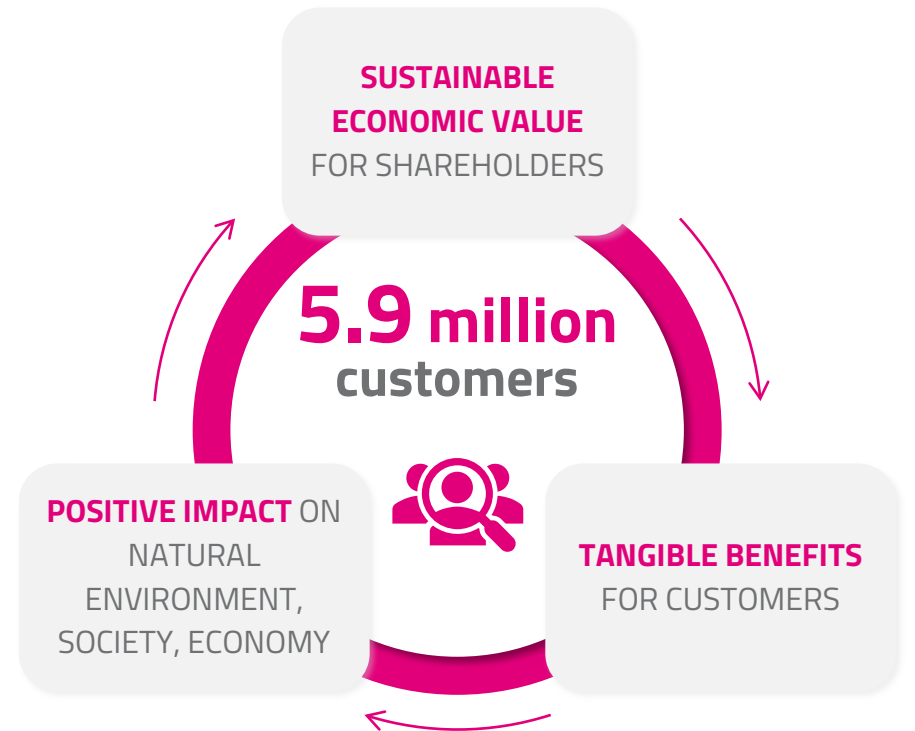 SUSTAINABLE
ECONOMIC VALUE
FOR SHAREHOLDERS
5.9 million
customers
POSITIVE IMPACT ON
NATURAL
ENVIRONMENT,
SOCIETY, ECONOMY
TANGIBLE BENEFITS
FOR CUSTOMERS